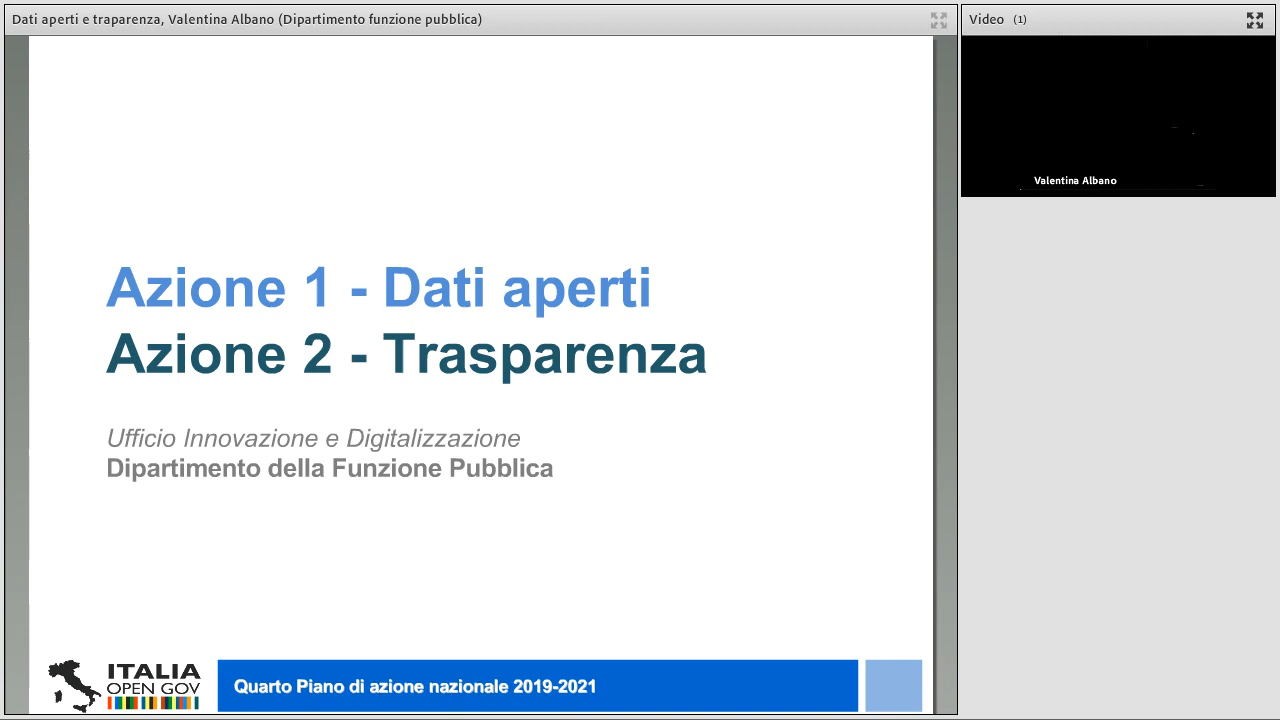 Dati aperti e traparenza, Valentina Albano (Dipartimento funzione pubblica)
Video (1)
Valentina Albano
Azione 1 - Dati aperti
Azione 2 - Trasparenza
Ufficio Innovazione e Digitalizzazione
Dipartimento della Funzione Pubblica
ITALIA
OPEN GOV
Quarto Piano di azione nazionale 2019-2021